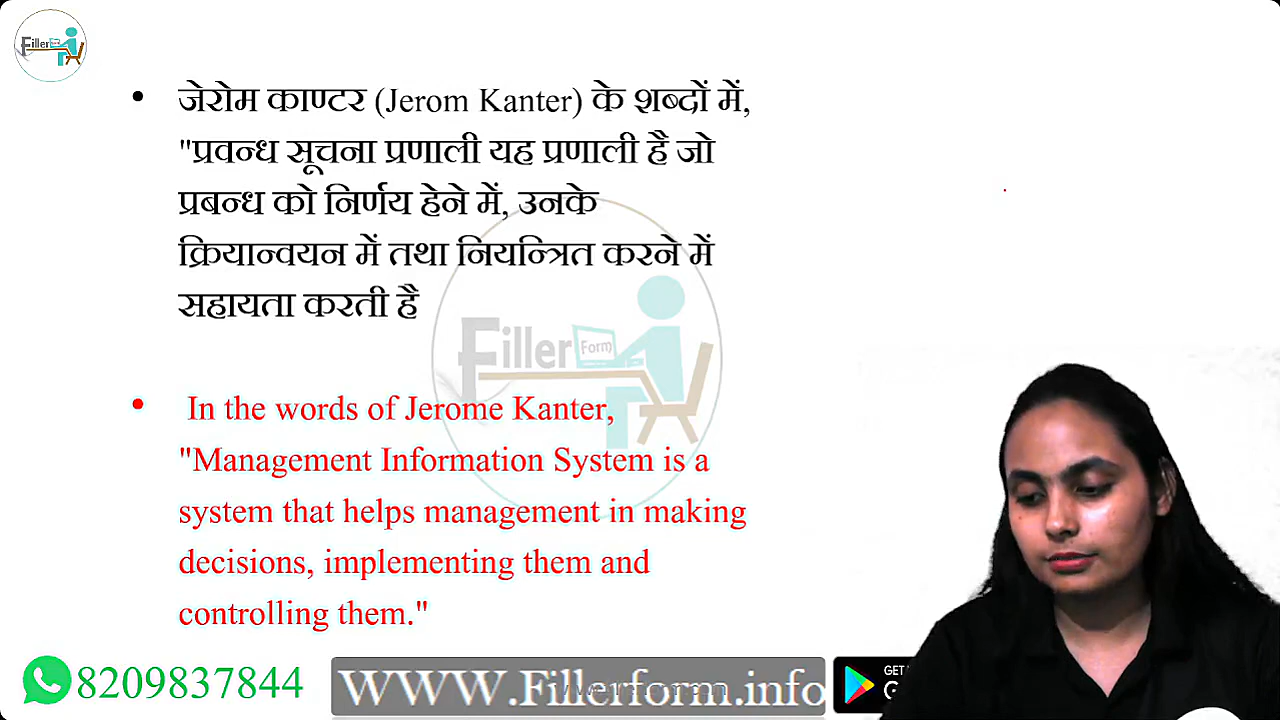 Filler Form
• जेरोम काण्टर (Jerom Kanter) के शब्दों में,
"प्रवन्ध सूचना प्रणाली यह प्रणाली है जो
प्रबन्ध को निर्णय हेने में, उनके
क्रियान्वयन में तथा नियन्त्रित करने में
सहायता करती है
Filler Form
• In the words of Jerome Kanter,
"Management Information System is a
system that helps management in making
decisions, implementing them and
controlling them."
8209837844
www.Fillerform.info
GET